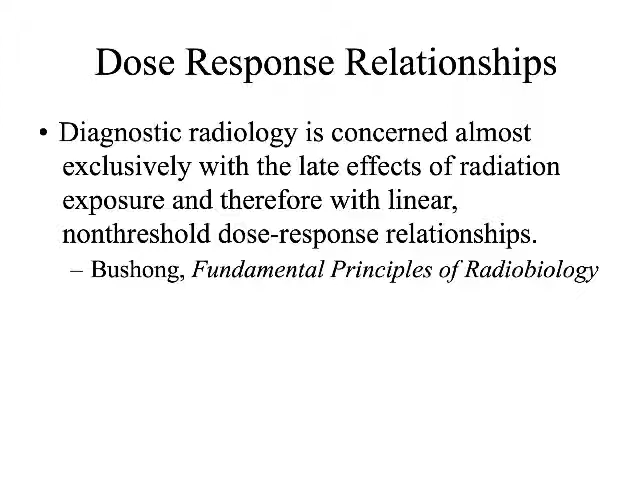 Dose Response Relationships
• Diagnostic radiology is concerned almost
exclusively with the late effects of radiation
exposure and therefore with linear,
nonthreshold dose-response relationships.
– Bushong, Fundamental Principles of Radiobiology